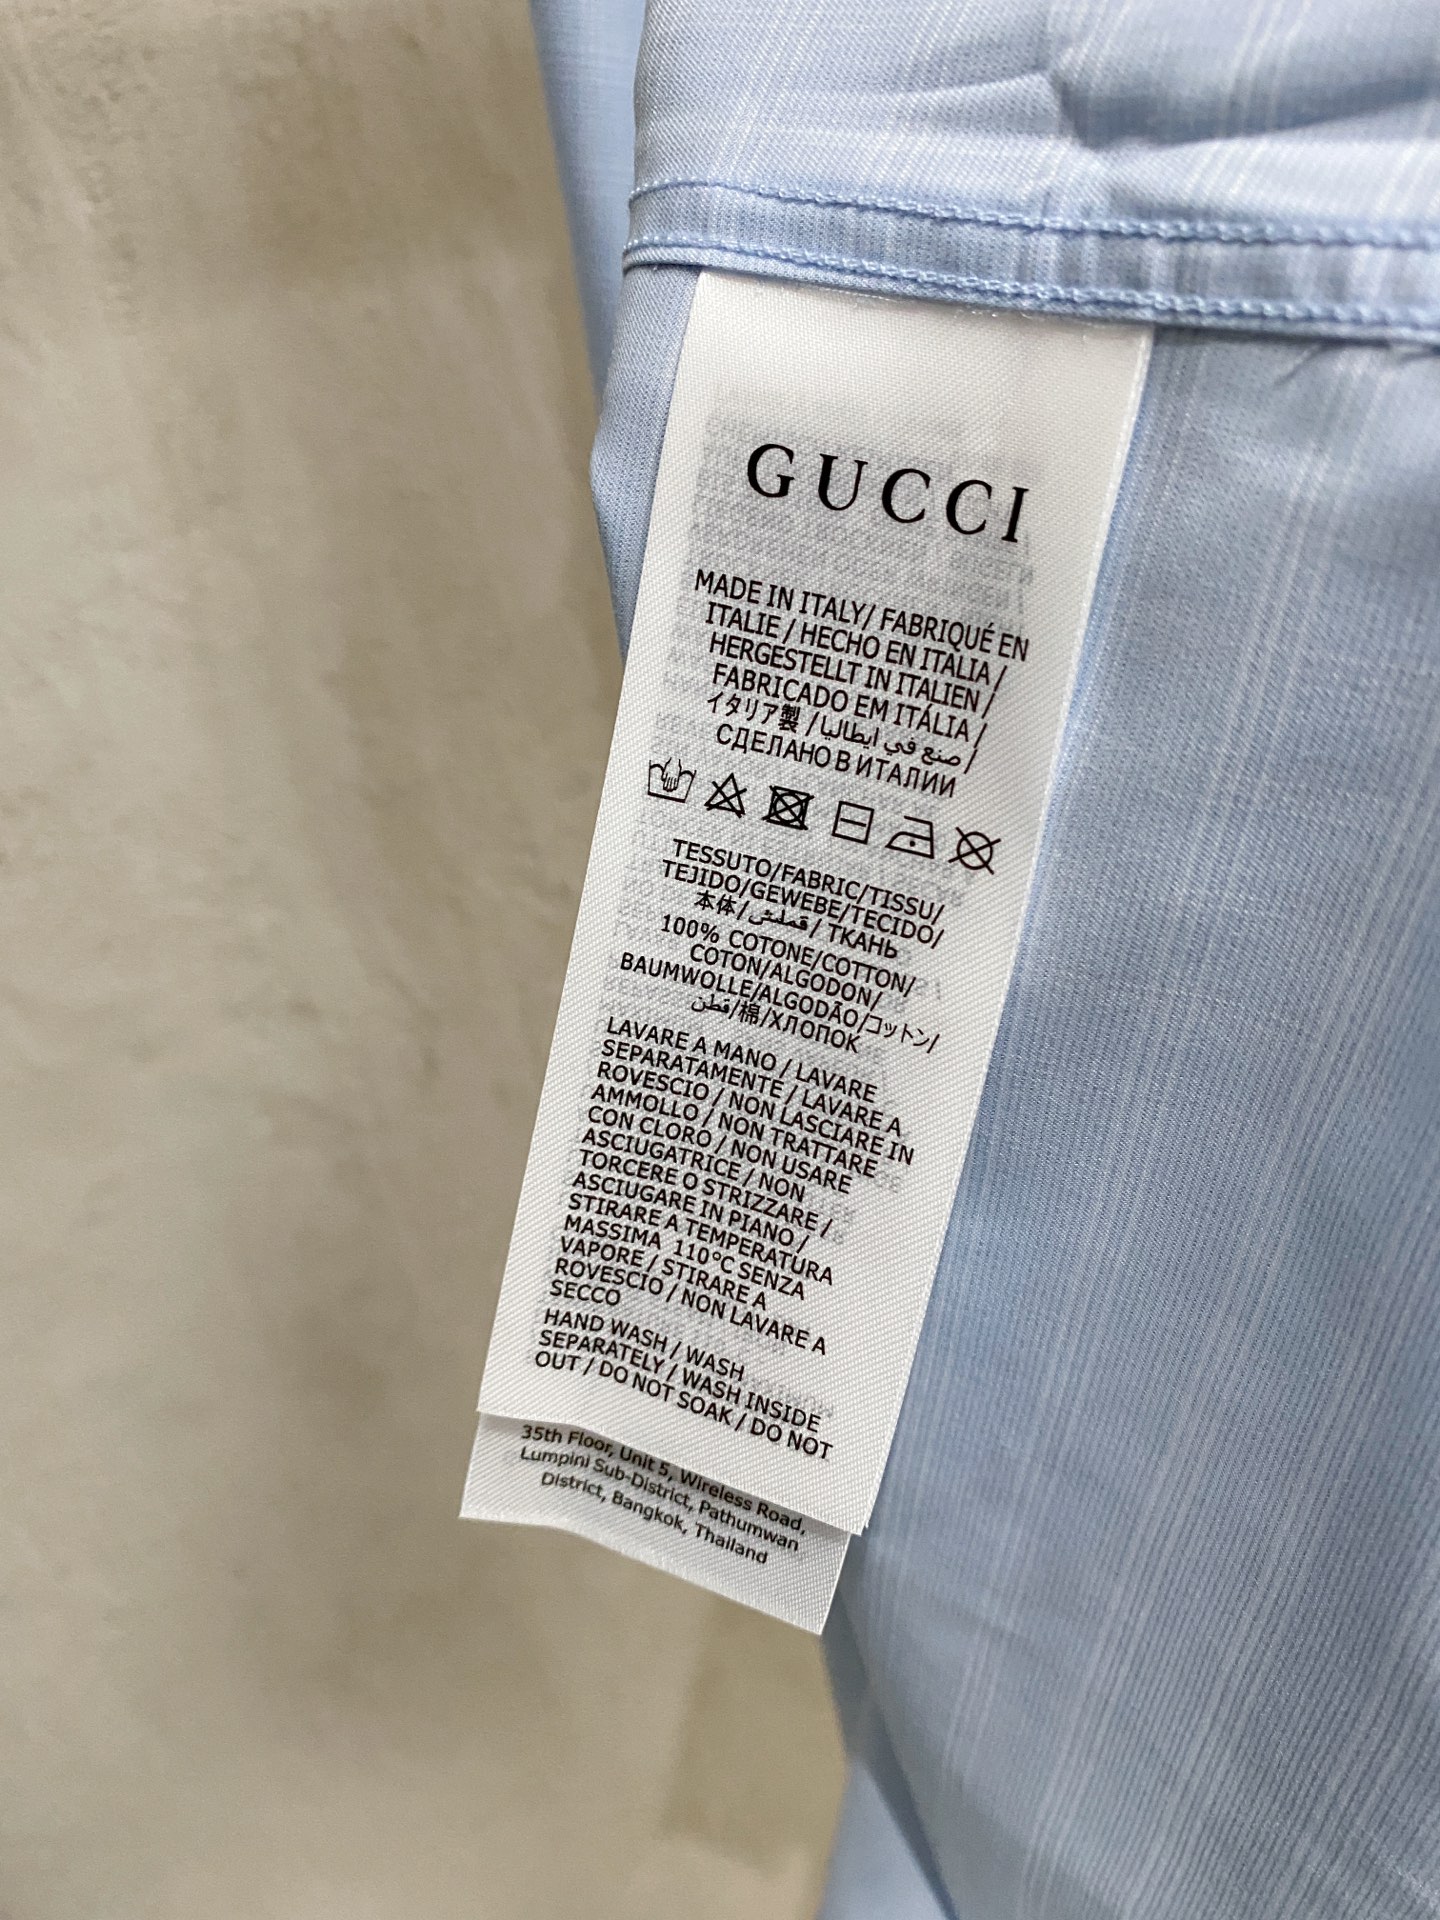 GUCCI
MADE IN ITALY/ FABRIQUÉ EN
ITALIE / HECHO EN ITALIA /
HERGESTELLT IN ITALIEN /
FABRICADO EM ITÁLIA /
イタリア製 / صنع في ايطاليا /
СДЕЛАНО В ИТАЛИИ
TESSUTO/FABRIC/TISSU/
TEJIDO/GEWEBE/TECIDO/
本体/ قملش / ТКАНЬ
100% COTONE/COTTON/
COTON/ALGODON/
BAUMWOLLE/ALGODÃO/コットン/
قطن/棉/ХЛОПОК
LAVARE A MANO / LAVARE
SEPARATAMENTE / LAVARE A
ROVESCIO / NON LASCIARE IN
AMMOLLO / NON TRATTARE
CON CLORO / NON USARE
ASCIUGATRICE / NON
TORCERE O STRIZZARE /
ASCIUGARE IN PIANO /
STIRARE A TEMPERATURA
MASSIMA 110°C SENZA
VAPORE / STIRARE A
ROVESCIO / NON LAVARE A
SECCO
HAND WASH / WASH
SEPARATELY / WASH INSIDE
OUT / DO NOT SOAK / DO NOT
35th Floor, Unit 5, Wireless Road,
Lumpini Sub-District, Pathumwan
District, Bangkok, Thailand